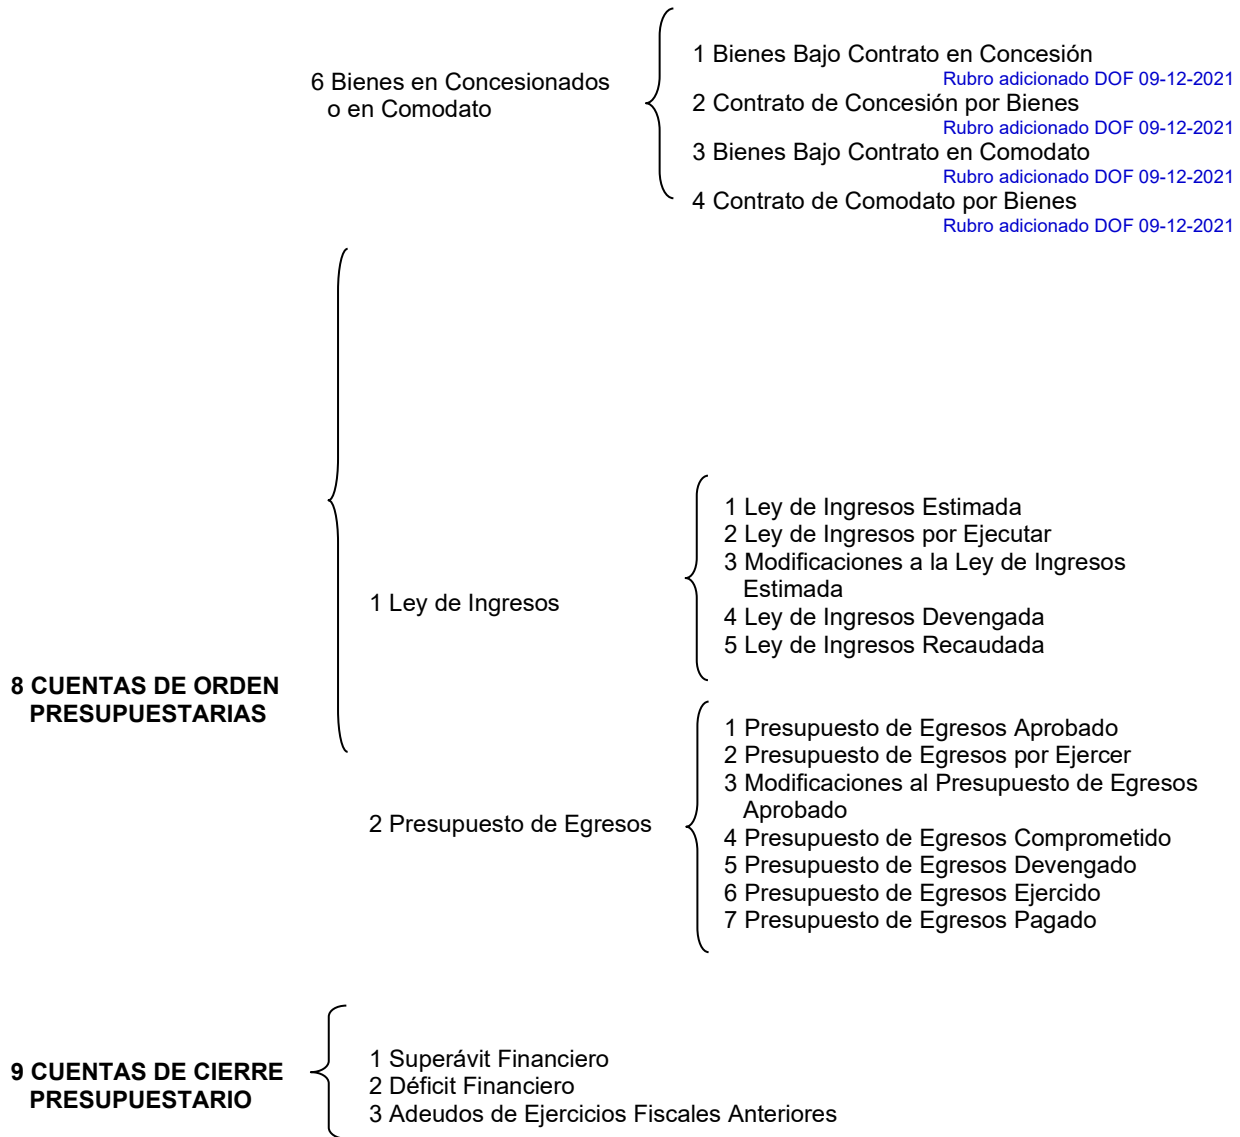 6 Bienes en Concesionados
o en Comodato
1 Bienes Bajo Contrato en Concesión
Rubro adicionado DOF 09-12-2021
2 Contrato de Concesión por Bienes
Rubro adicionado DOF 09-12-2021
3 Bienes Bajo Contrato en Comodato
Rubro adicionado DOF 09-12-2021
4 Contrato de Comodato por Bienes
Rubro adicionado DOF 09-12-2021
8 CUENTAS DE ORDEN
PRESUPUESTARIAS
1 Ley de Ingresos
1 Ley de Ingresos Estimada
2 Ley de Ingresos por Ejecutar
3 Modificaciones a la Ley de Ingresos
Estimada
4 Ley de Ingresos Devengada
5 Ley de Ingresos Recaudada
2 Presupuesto de Egresos
1 Presupuesto de Egresos Aprobado
2 Presupuesto de Egresos por Ejercer
3 Modificaciones al Presupuesto de Egresos
Aprobado
4 Presupuesto de Egresos Comprometido
5 Presupuesto de Egresos Devengado
6 Presupuesto de Egresos Ejercido
7 Presupuesto de Egresos Pagado
9 CUENTAS DE CIERRE
PRESUPUESTARIO
1 Superávit Financiero
2 Déficit Financiero
3 Adeudos de Ejercicios Fiscales Anteriores